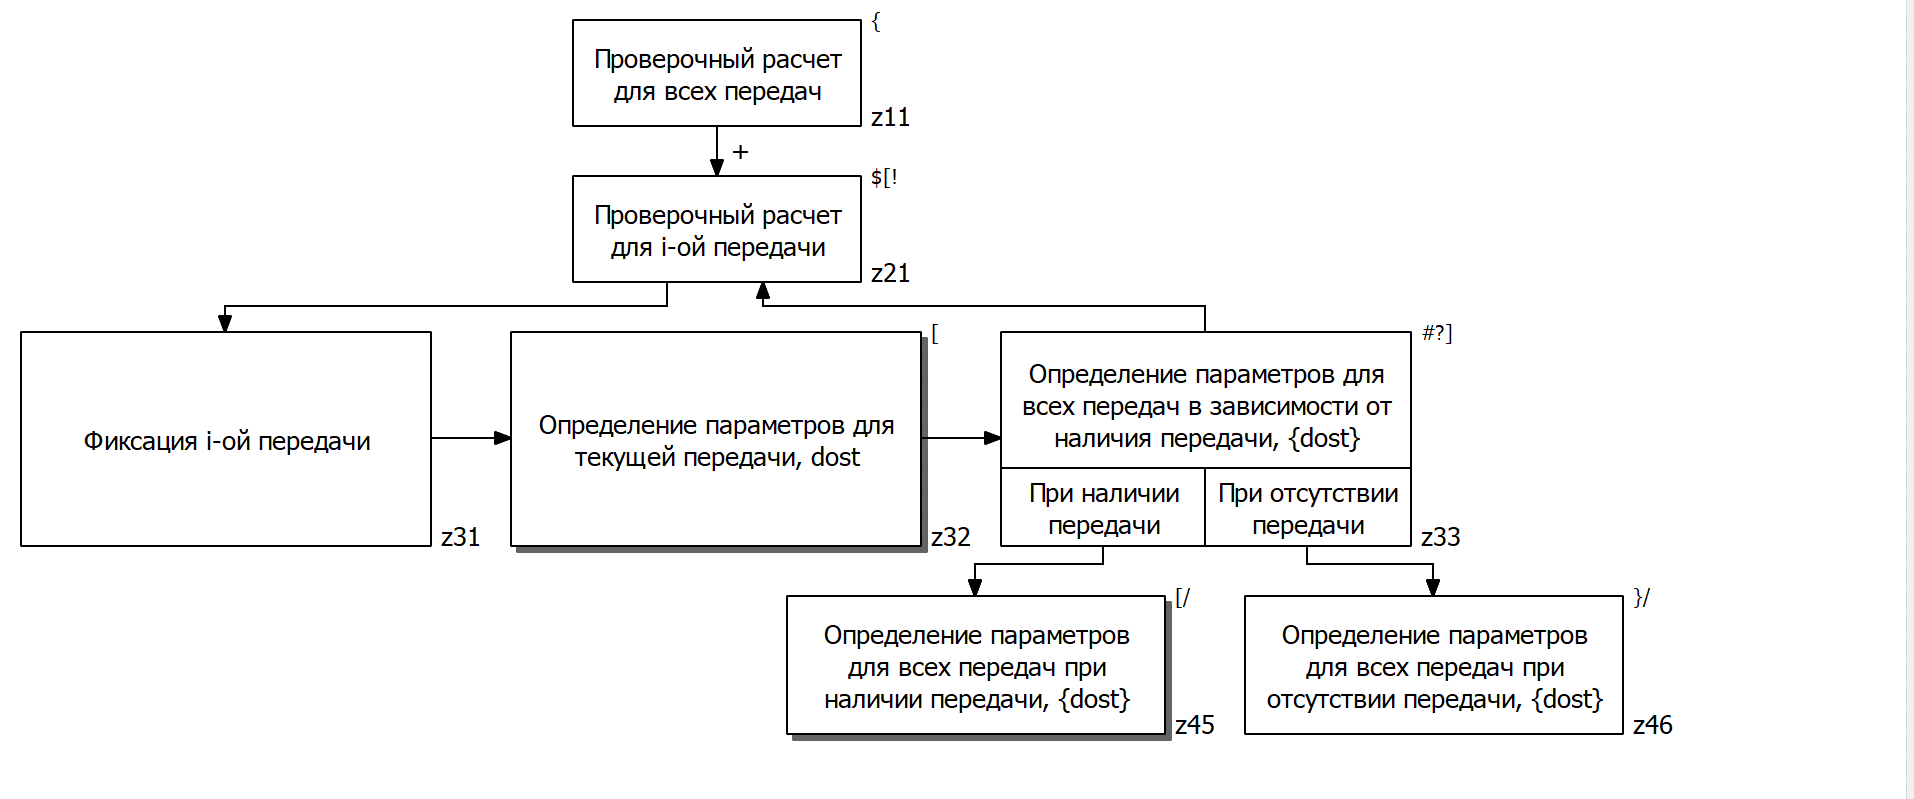 {
Проверочный расчет
для всех передач
z11
+
$[!
Проверочный расчет
для i-ой передачи
z21
Фиксация i-ой передачи
z31
[
Определение параметров для
текущей передачи, dost
z32
#?]
Определение параметров для
всех передач в зависимости от
наличия передачи, {dost}
При наличии
передачи
При отсутствии
передачи
z33
[/
Определение параметров
для всех передач при
наличии передачи, {dost}
z45
}/
Определение параметров
для всех передач при
отсутствии передачи, {dost}
z46